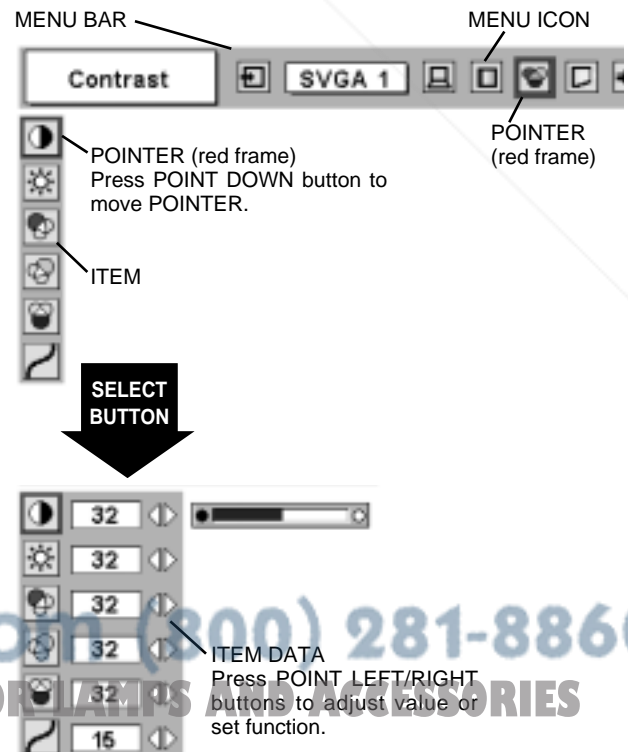 MENU BAR
MENU ICON
Contrast
SVGA 1
POINTER
(red frame)
POINTER (red frame)
Press POINT DOWN button to
move POINTER.
ITEM
SELECT
BUTTON
32
32
32
32
32
15
om (800) 281-886
ITEM DATA
Press POINT LEFT/RIGHT
buttons to adjust value or
set function.
OR LAMPS AND ACCESSORIES